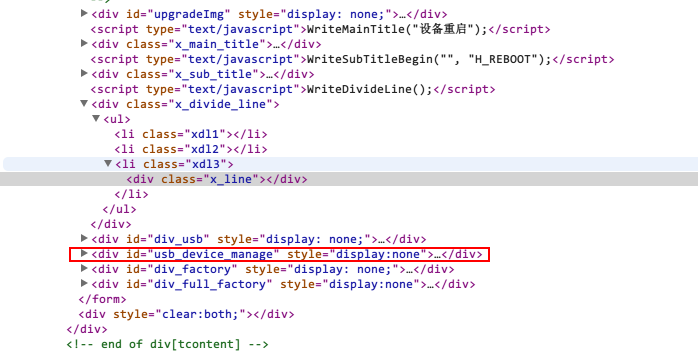 -->
<div id="upgradeImg" style="display: none;">…</div>
<script type="text/javascript">WriteMainTitle("设备重启");</script>
<div class="x_main_title">…</div>
<script type="text/javascript">WriteSubTitleBegin("", "H_REBOOT");</script>
<div class="x_sub_title">…</div>
<script type="text/javascript">WriteDivideLine();</script>
<div class="x_divide_line">
<ul>
<li class="xdl1"></li>
<li class="xdl2"></li>
<li class="xdl3">
<div class="x_line"></div>
</li>
</ul>
</div>
<div id="div_usb" style="display: none;">…</div>
<div id="usb_device_manage" style="display:none">…</div>
<div id="div_factory" style="display: none;">…</div>
<div id="div_full_factory" style="display:none">…</div>
</form>
<div style="clear:both;"></div>
</div>
<!-- end of div[tcontent] -->